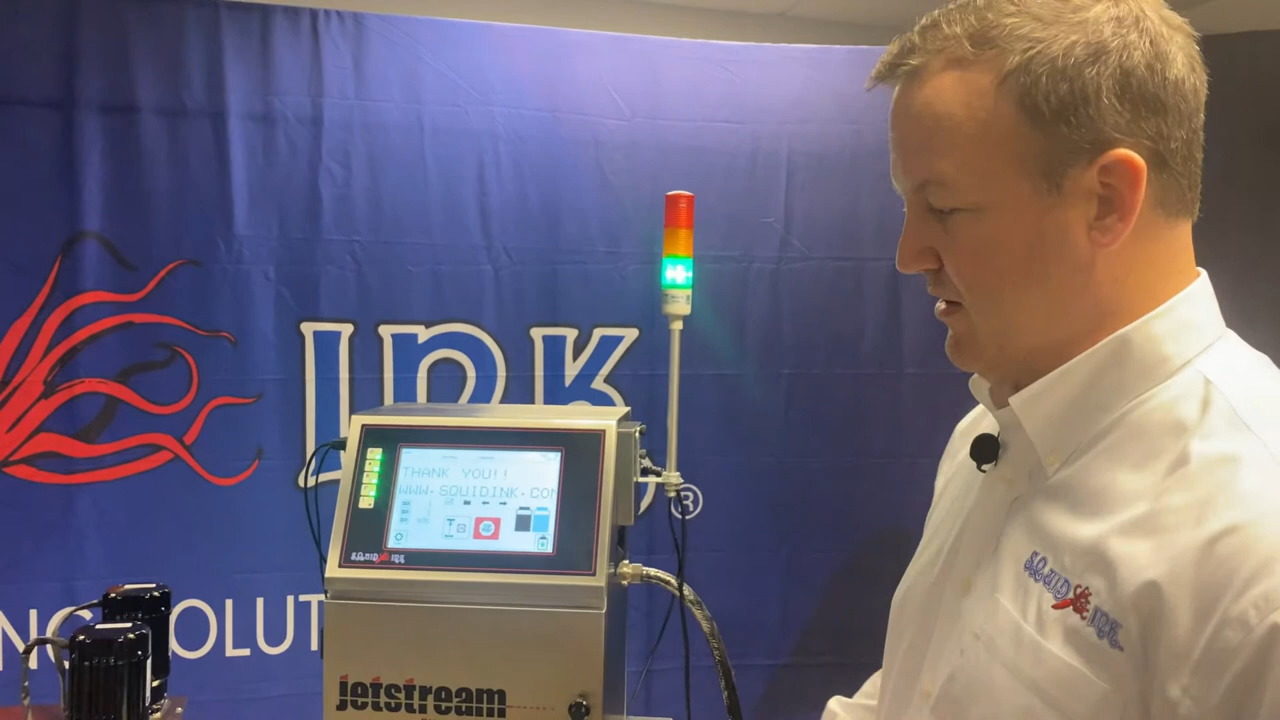 INK®
THANK YOU!!
WWW.SQUIDINK.COM
SQUID INK
NG SOLUT
jetstream
SQUID INK